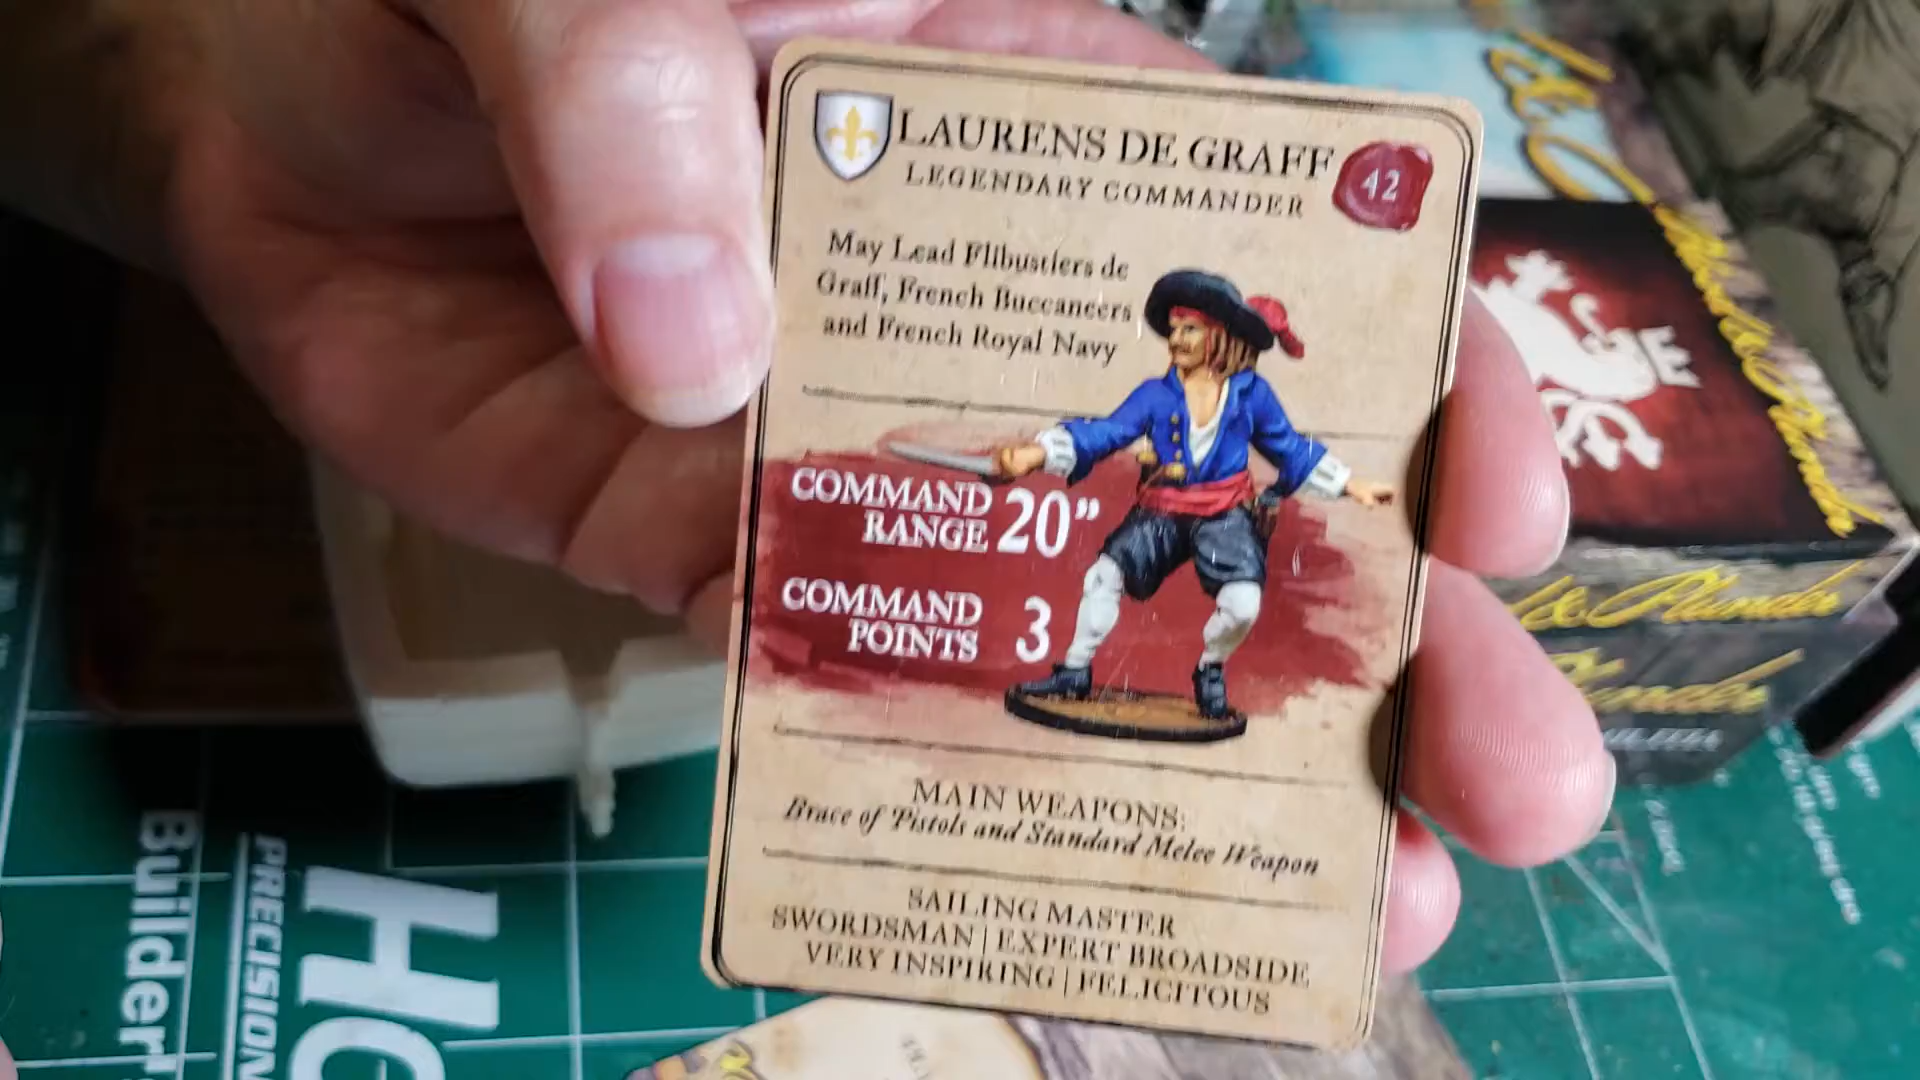 LAURENS DE GRAFF
LEGENDARY COMMANDER
42
May Lead Flibustiers de
Graff, French Buccaneers
and French Royal Navy
COMMAND
RANGE 20”
COMMAND
POINTS 3
MAIN WEAPONS:
Brace of Pistols and Standard Melee Weapon
SAILING MASTER
SWORDSMAN | EXPERT BROADSIDE
VERY INSPIRING | FELICITOUS
& Plunder
Plunder
PRECISION
Builder